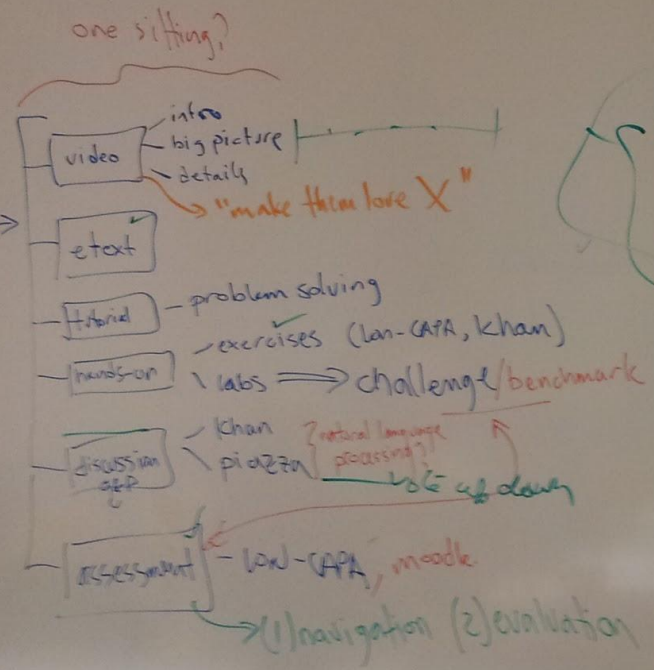 one sitting?
intro
video
big picture
details
"make them love X"
etext
tutorial - problem solving
exercises (Lon-CAPA, Khan)
hands-on
labs ⇒ challenge/benchmark
Khan
[natural language
discussion
piazza
processing?]
vote up down
assessment - LON-CAPA, moodle
→ (1) navigation (2) evaluation